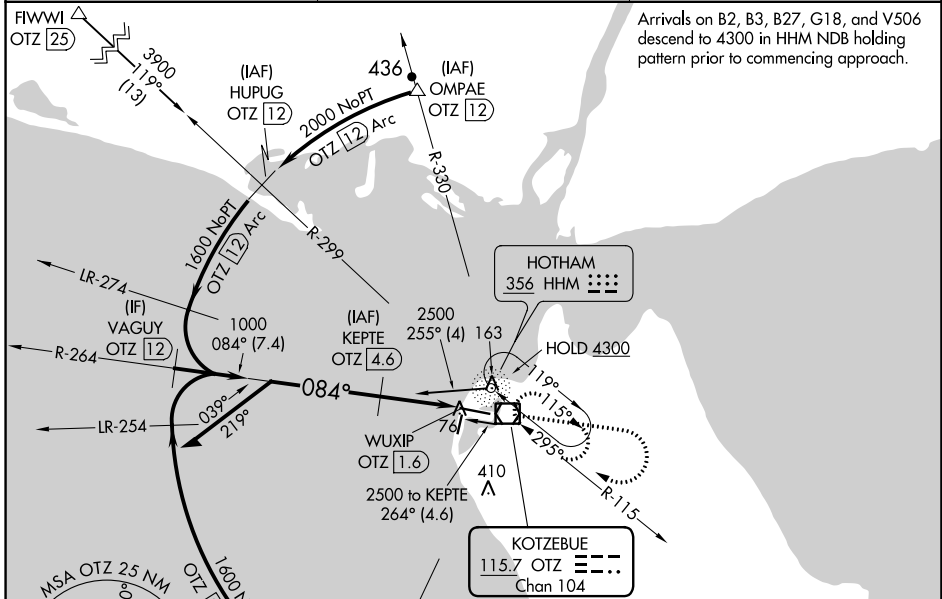 FIWWI
OTZ 25
3900
119°
(13)
(IAF)
HUPUG
OTZ 12
436
(IAF)
OMPAE
OTZ 12
2000 NoPT
OTZ 12 Arc
Arrivals on B2, B3, B27, G18, and V506
descend to 4300 in HHM NDB holding
pattern prior to commencing approach.
R-330
R-299
1600 NoPT
OTZ 12 Arc
LR-274
HOTHAM
356 HHM
(IF)
VAGUY
OTZ 12
R-264
1000
084° (7.4)
(IAF)
KEPTE
OTZ 4.6
2500
255° (4)
163
HOLD 4300
084°
119°
115°
295°
039°
219°
LR-254
WUXIP
OTZ 1.6
76
410
2500 to KEPTE
264° (4.6)
R-115
KOTZEBUE
115.7 OTZ
Chan 104
MSA OTZ 25 NM
1600 N
OTZ